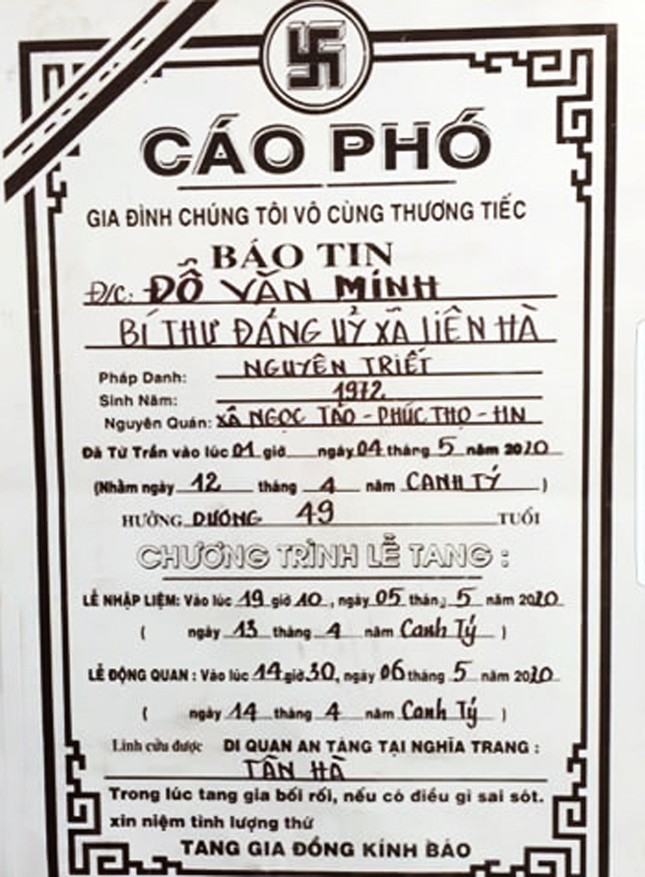 CÁO PHÓ
GIA ĐÌNH CHÚNG TÔI VÔ CÙNG THƯƠNG TIẾC
BÁO TIN
Đ/C: ĐỖ VĂN MINH
BÍ THƯ ĐẢNG UỶ XÃ LIÊN HÀ
Pháp Danh: NGUYÊN TRIẾT
Sinh Năm: 1972
Nguyên Quán: XÃ NGỌC TẢO - PHÚC THỌ - HN
Đã Từ Trần vào lúc 01 giờ ngày 04 tháng 5 năm 2020
(Nhằm ngày 12 tháng 4 năm CANH TÝ )
HƯỞNG DƯƠNG 49 TUỔI
CHƯƠNG TRÌNH LỄ TANG :
LỄ NHẬP LIỆM: Vào lúc 19 giờ 10, ngày 05 tháng 5 năm 2020
( ngày 13 tháng 4 năm Canh Tý )
LỄ ĐỘNG QUAN : Vào lúc 14 giờ 30, ngày 06 tháng 5 năm 2020
( ngày 14 tháng 4 năm Canh Tý )
Linh cữu được DI QUAN AN TÁNG TẠI NGHĨA TRANG :
TÂN HÀ
Trong lúc tang gia bối rối, nếu có điều gì sai sót.
xin niệm tình lượng thứ
TANG GIA ĐỒNG KÍNH BÁO